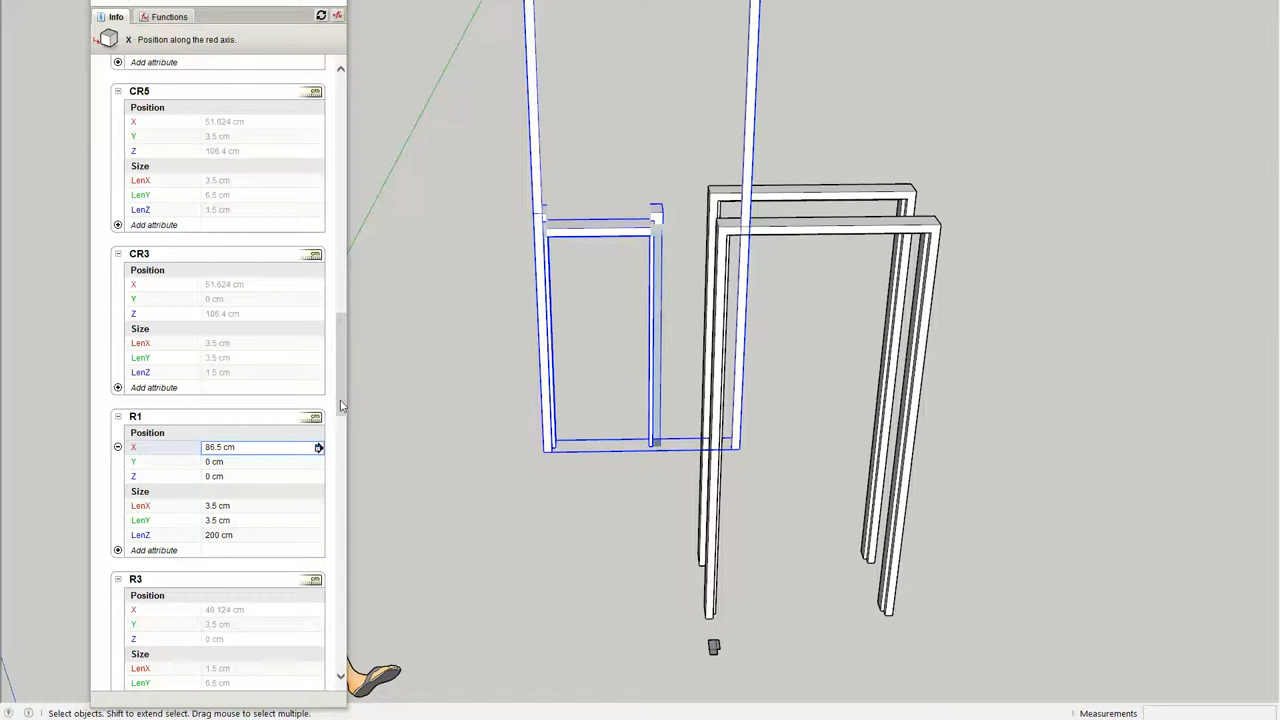 Info
Functions
X - Position along the red axis.
Add attribute
CR5
Position
X 51.624 cm
Y 3.5 cm
Z 106.4 cm
Size
LenX 3.5 cm
LenY 6.5 cm
LenZ 1.5 cm
Add attribute
CR3
Position
X 51.624 cm
Y 0 cm
Z 106.4 cm
Size
LenX 3.5 cm
LenY 3.5 cm
LenZ 1.5 cm
Add attribute
R1
Position
X 86.5 cm
Y 0 cm
Z 0 cm
Size
LenX 3.5 cm
LenY 3.5 cm
LenZ 200 cm
Add attribute
R3
Position
X 48.124 cm
Y 3.5 cm
Z 0 cm
Size
LenX 1.5 cm
LenY 6.5 cm
Select objects. Shift to extend select. Drag mouse to select multiple.
Measurements